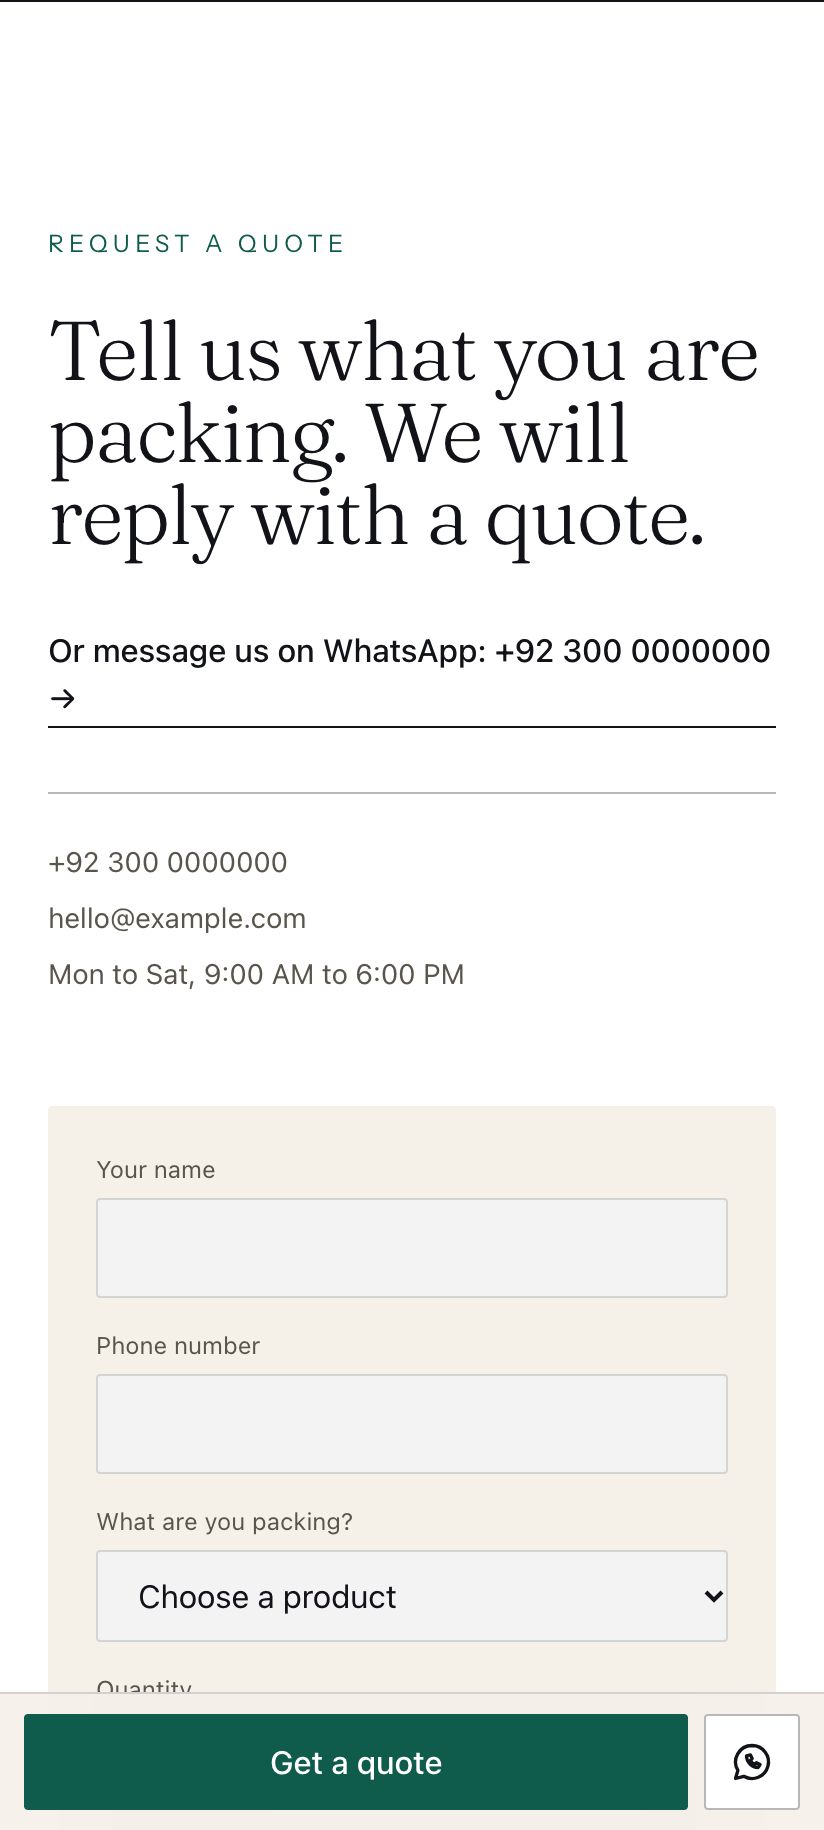 REQUEST A QUOTE
Tell us what you are
packing. We will
reply with a quote.
Or message us on WhatsApp: +92 300 0000000
→
+92 300 0000000
hello@example.com
Mon to Sat, 9:00 AM to 6:00 PM
Your name
Phone number
What are you packing?
Choose a product
Quantity
Get a quote